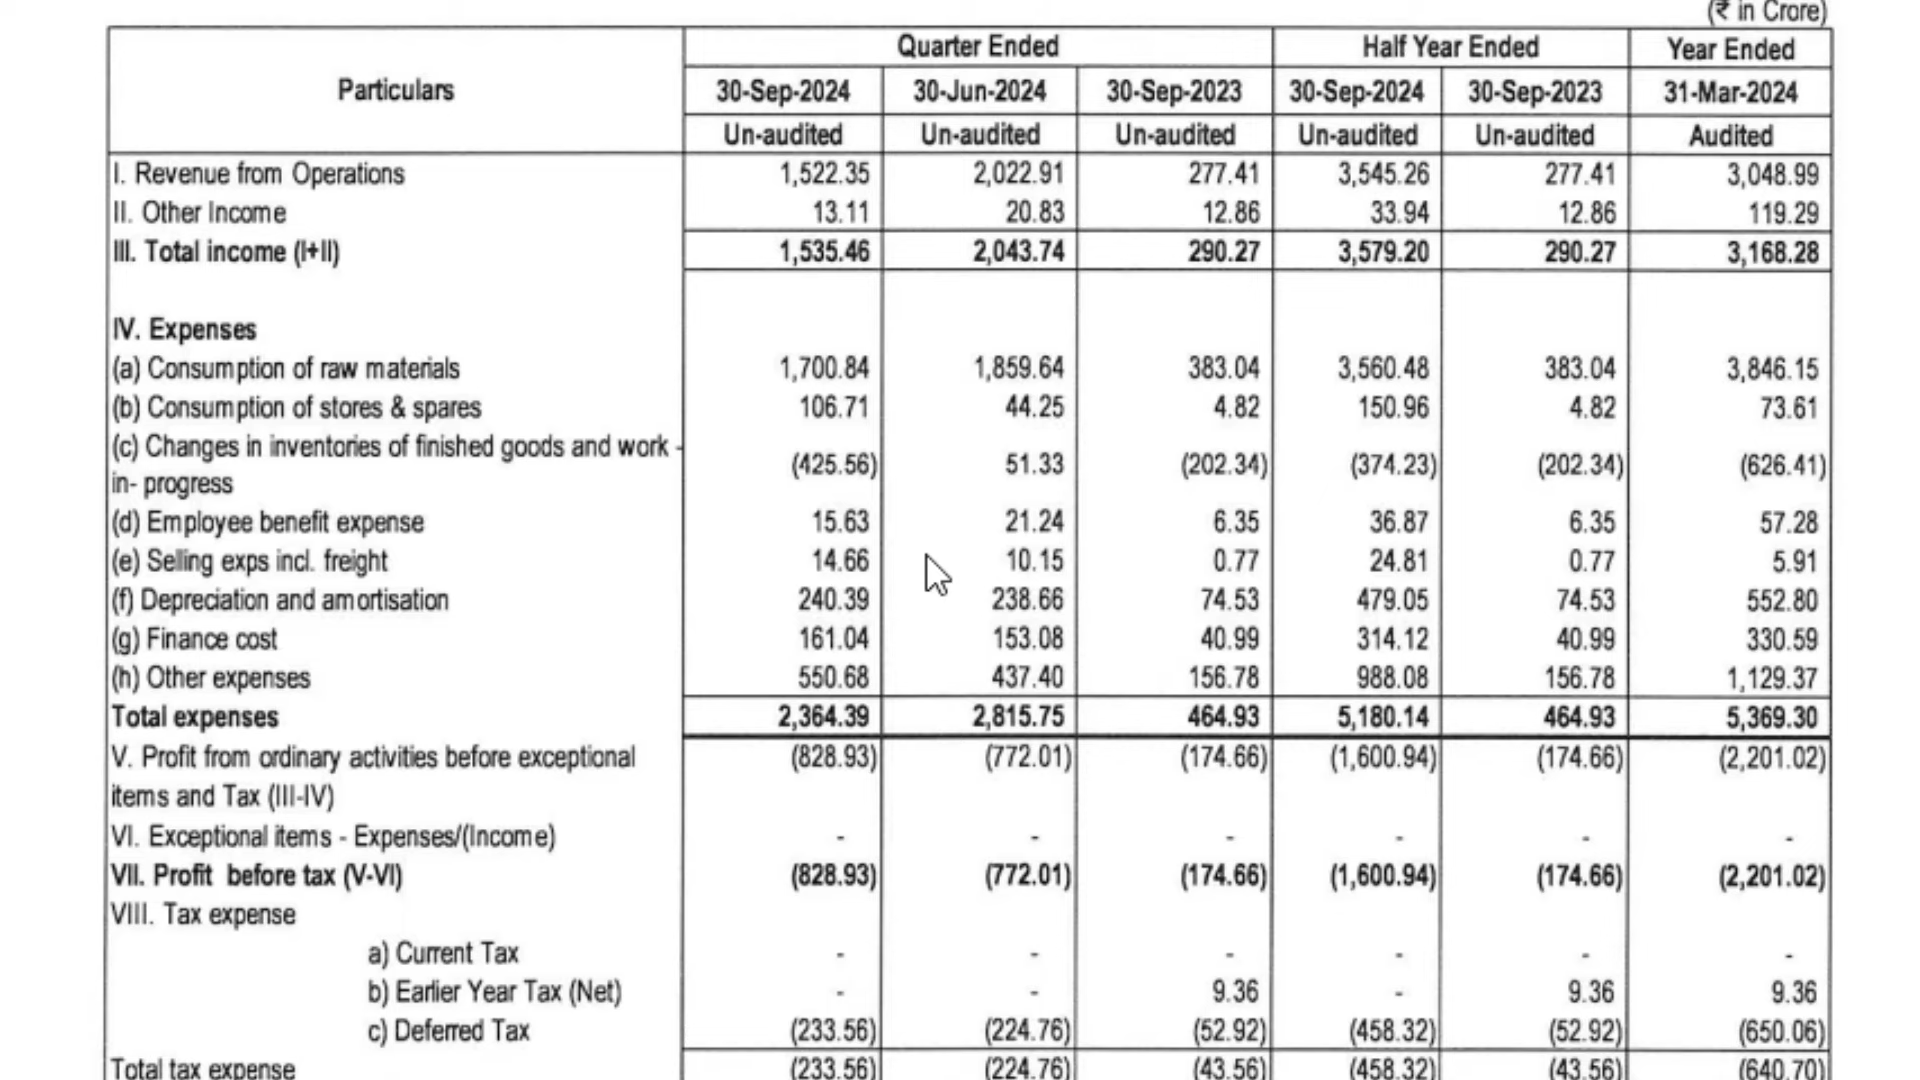 (₹ in Crore)
Particulars Quarter Ended Half Year Ended Year Ended
30-Sep-2024 30-Jun-2024 30-Sep-2023 30-Sep-2024 30-Sep-2023 31-Mar-2024
Un-audited Un-audited Un-audited Un-audited Un-audited Audited
I. Revenue from Operations 1,522.35 2,022.91 277.41 3,545.26 277.41 3,048.99
II. Other Income 13.11 20.83 12.86 33.94 12.86 119.29
III. Total income (I+II) 1,535.46 2,043.74 290.27 3,579.20 290.27 3,168.28
IV. Expenses
(a) Consumption of raw materials 1,700.84 1,859.64 383.04 3,560.48 383.04 3,846.15
(b) Consumption of stores & spares 106.71 44.25 4.82 150.96 4.82 73.61
(c) Changes in inventories of finished goods and work -
in- progress (425.56) 51.33 (202.34) (374.23) (202.34) (626.41)
(d) Employee benefit expense 15.63 21.24 6.35 36.87 6.35 57.28
(e) Selling exps incl. freight 14.66 10.15 0.77 24.81 0.77 5.91
(f) Depreciation and amortisation 240.39 238.66 74.53 479.05 74.53 552.80
(g) Finance cost 161.04 153.08 40.99 314.12 40.99 330.59
(h) Other expenses 550.68 437.40 156.78 988.08 156.78 1,129.37
Total expenses 2,364.39 2,815.75 464.93 5,180.14 464.93 5,369.30
V. Profit from ordinary activities before exceptional (828.93) (772.01) (174.66) (1,600.94) (174.66) (2,201.02)
items and Tax (III-IV)
VI. Exceptional items - Expenses/(Income) - - - - - -
VII. Profit before tax (V-VI) (828.93) (772.01) (174.66) (1,600.94) (174.66) (2,201.02)
VIII. Tax expense
a) Current Tax - - - - - -
b) Earlier Year Tax (Net) - - 9.36 - 9.36 9.36
c) Deferred Tax (233.56) (224.76) (52.92) (458.32) (52.92) (650.06)
Total tax expense (233.56) (224.76) (43.56) (458.32) (43.56) (640.70)